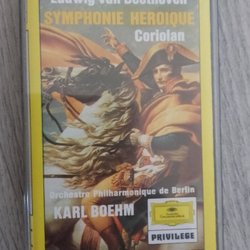 Ludwig van Beethoven
SYMPHONIE HEROIQUE
Coriolan
Orchestre Philharmonique de Berlin
KARL BOEHM
PRIVILEGE